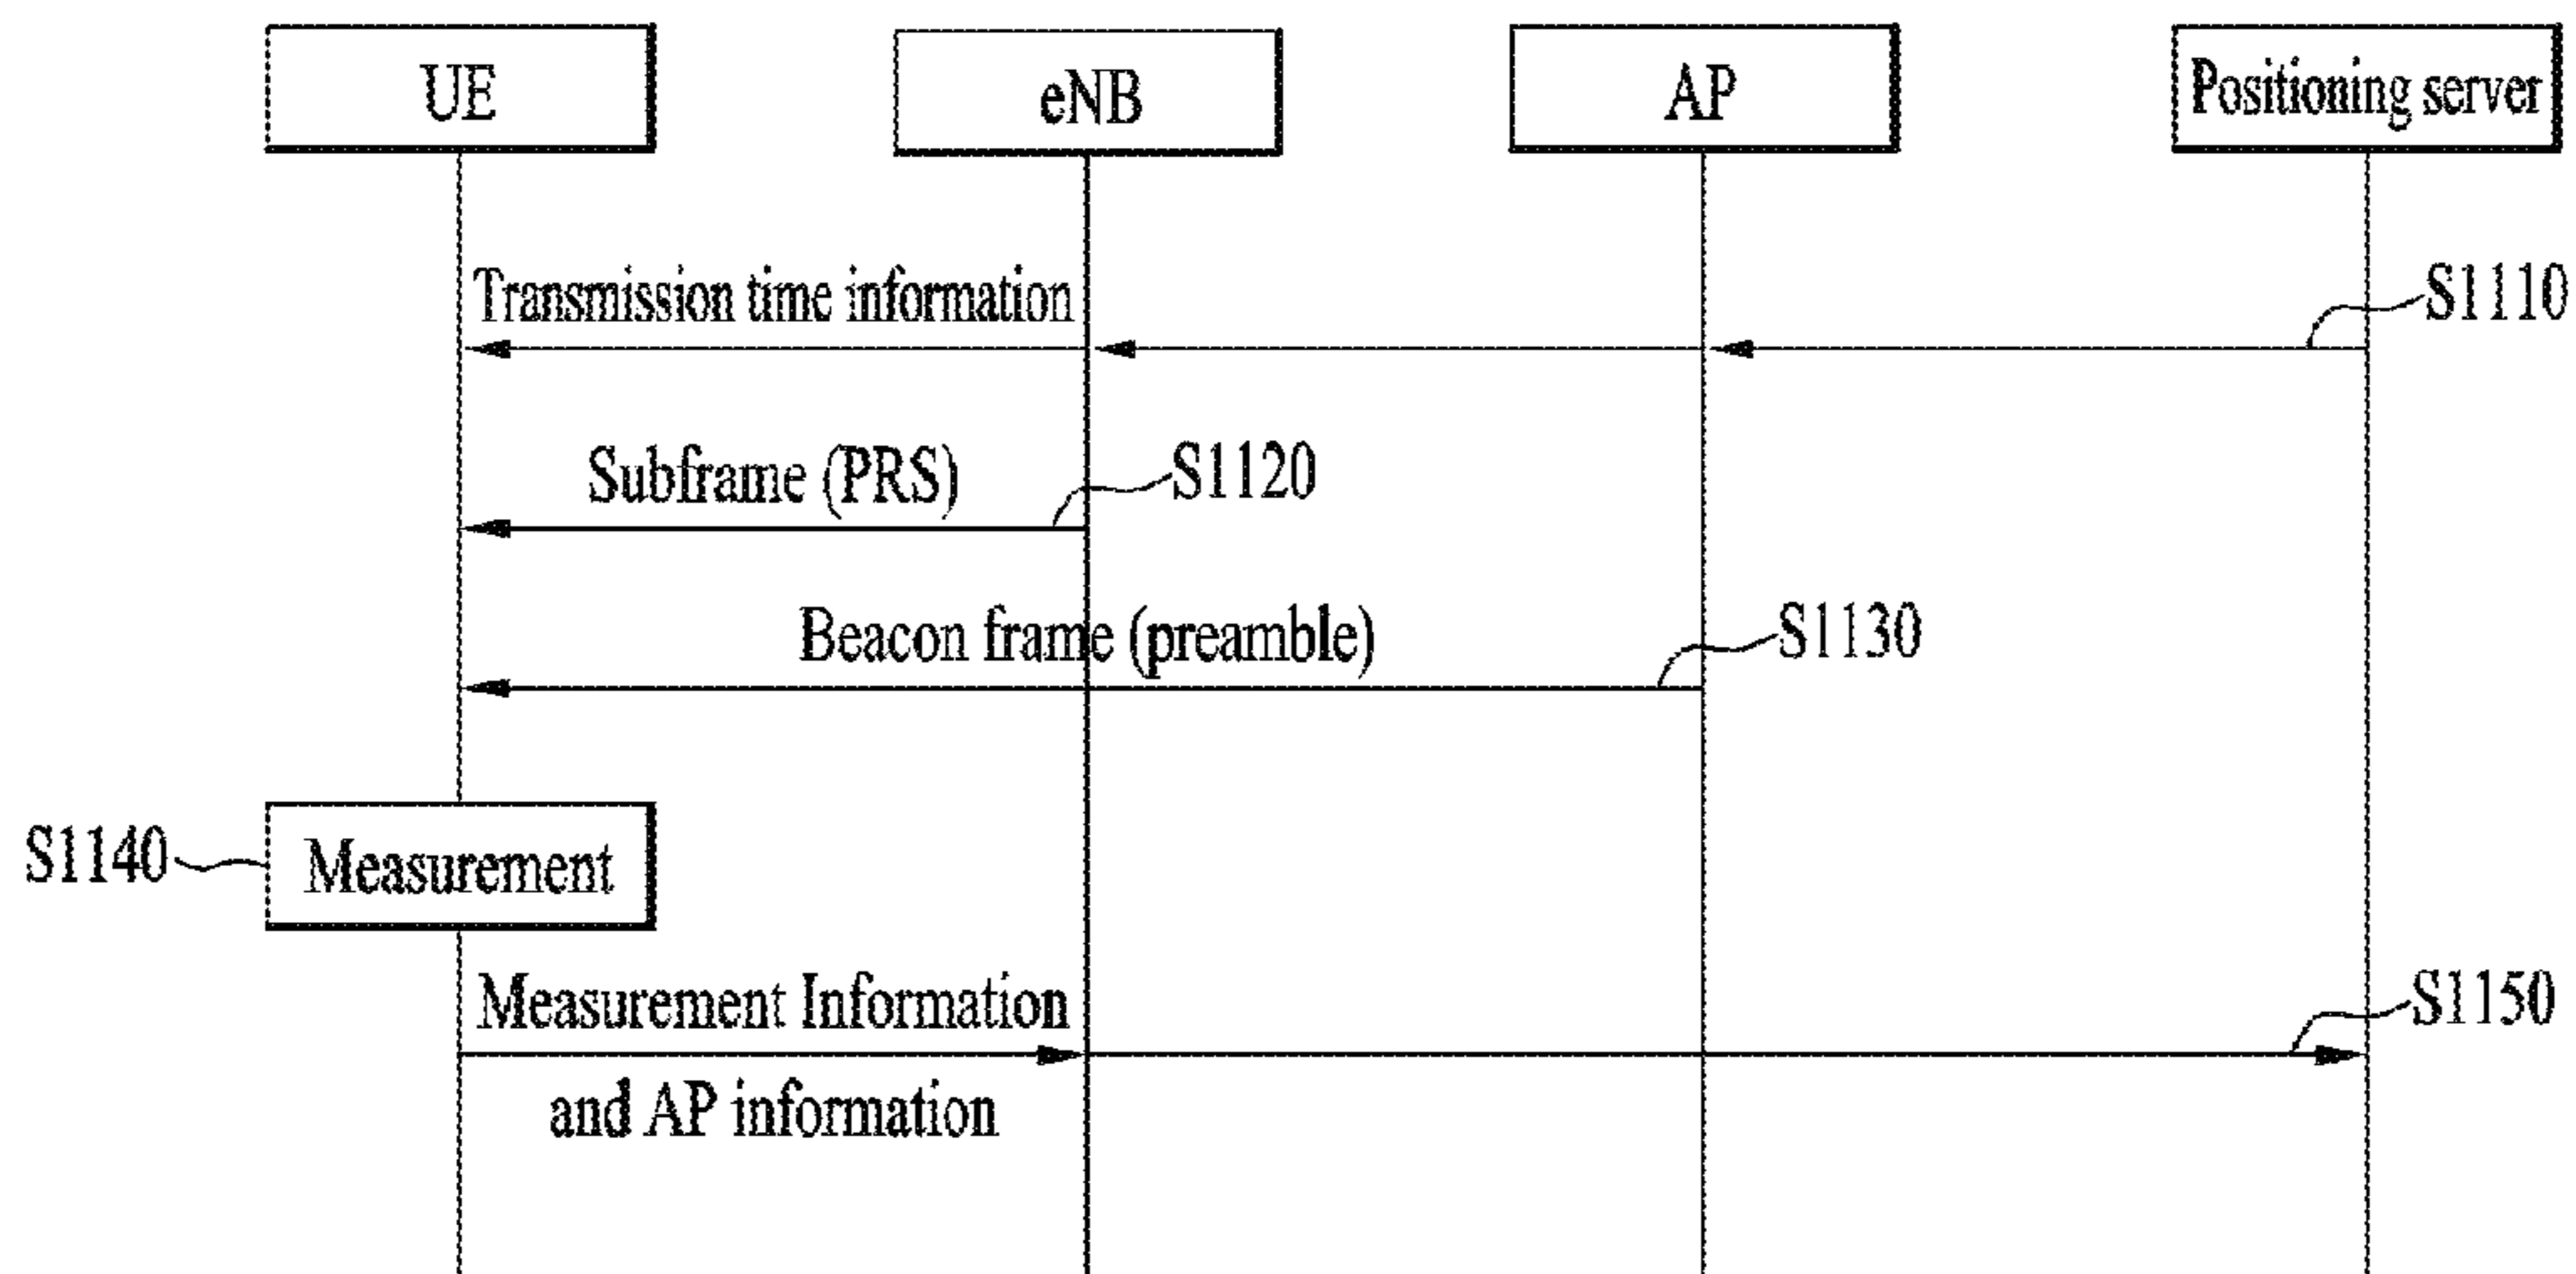 UE
eNB
AP
Positioning server
Transmission time information
S1110
Subframe (PRS)
S1120
Beacon frame (preamble)
S1130
S1140
Measurement
Measurement Information
and AP information
S1150